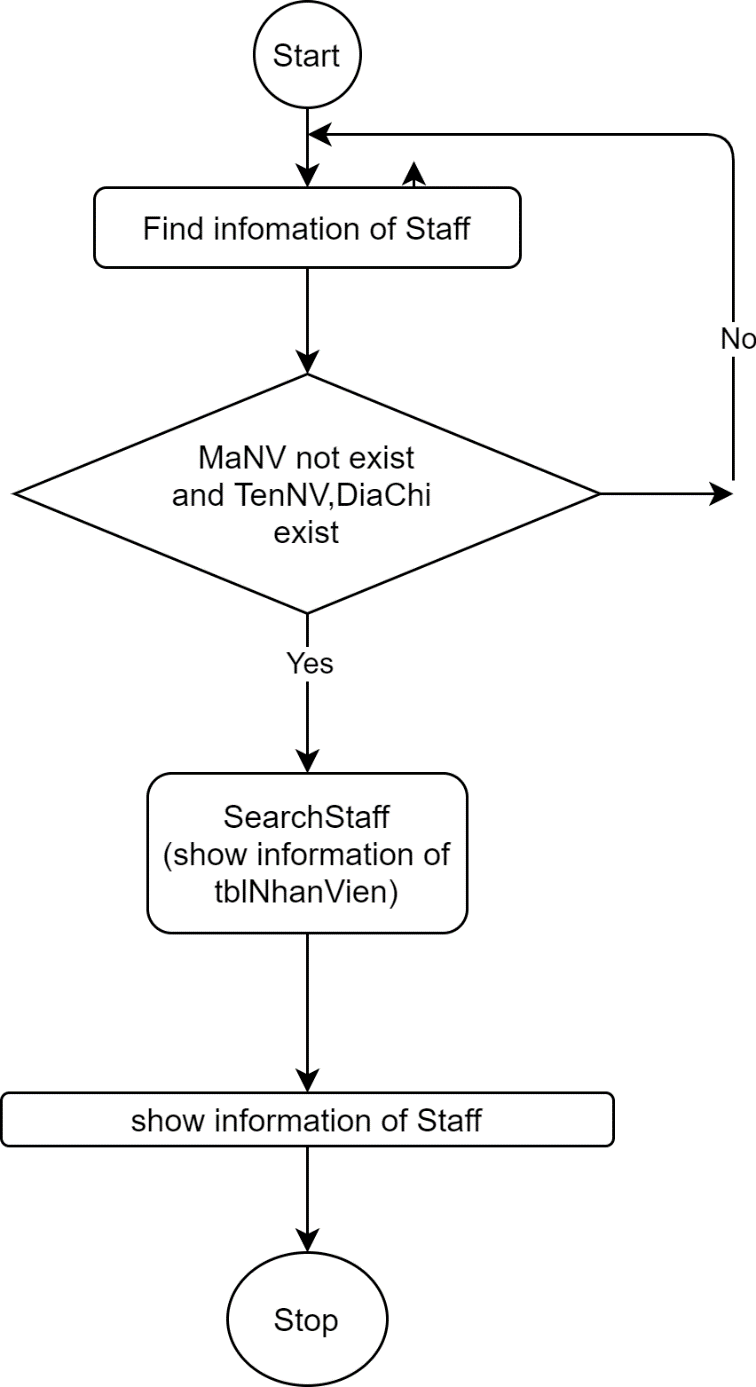 Start
Find infomation of Staff
No
MaNV not exist
and TenNV,DiaChi
exist
Yes
SearchStaff
(show information of
tblNhanVien)
show information of Staff
Stop